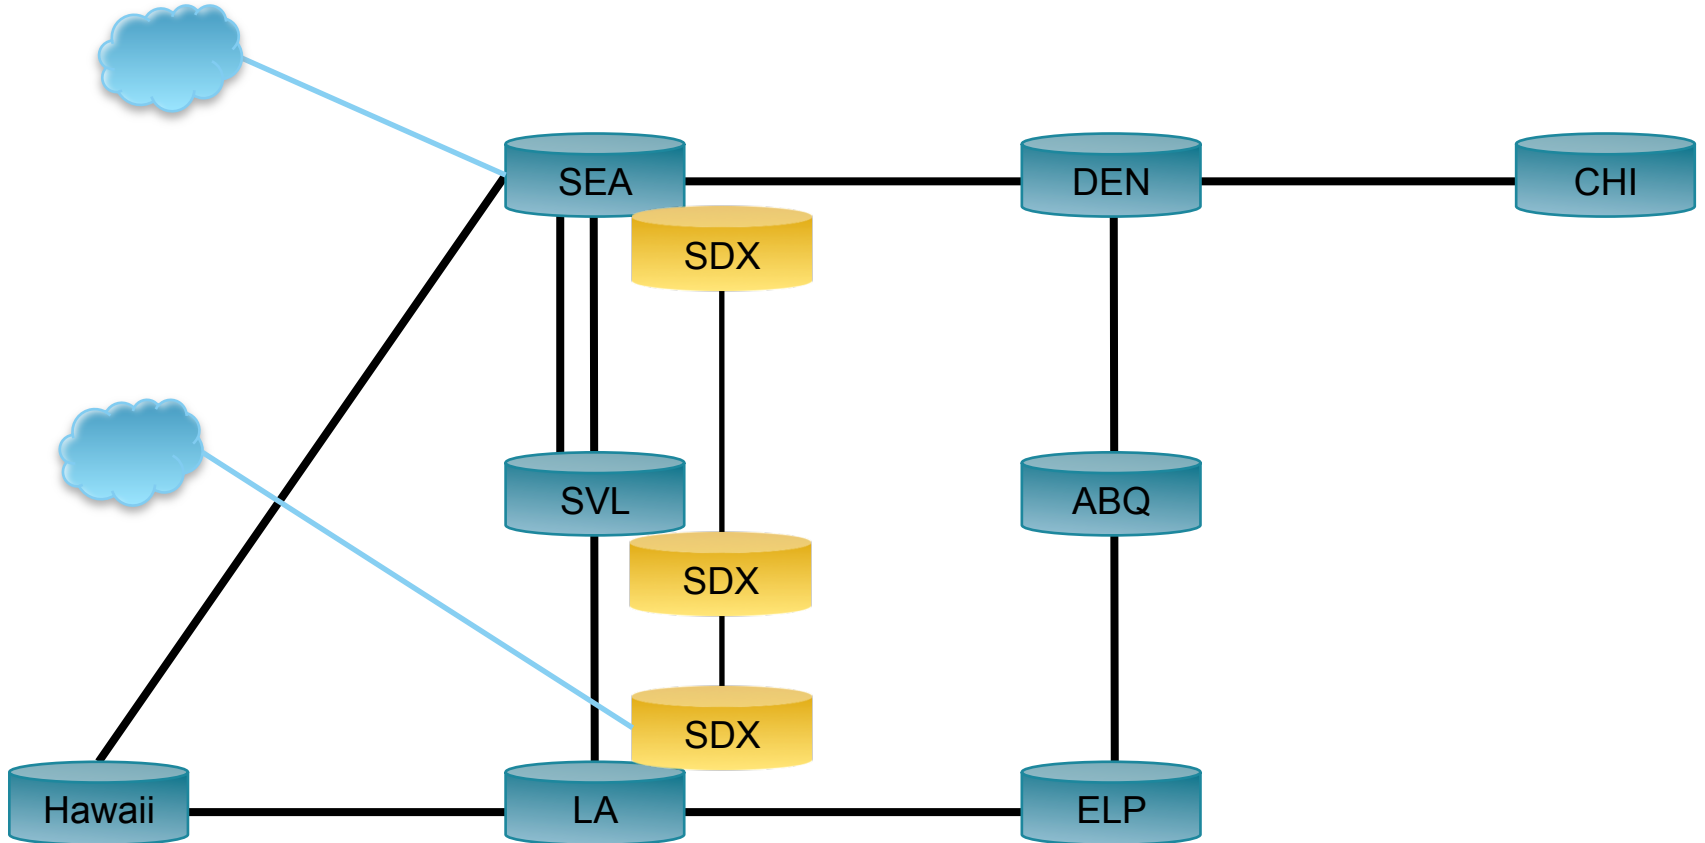 SEA
DEN
CHI
SDX
SVL
ABQ
SDX
SDX
Hawaii
LA
ELP